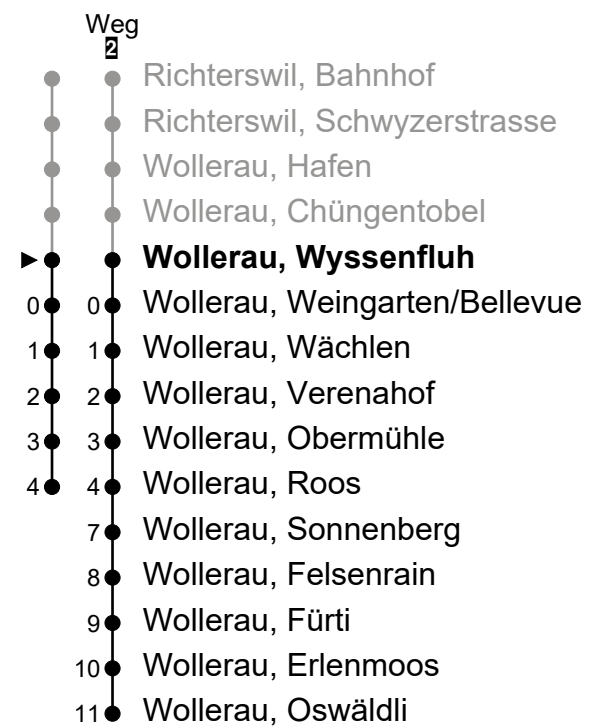 Weg
2
Richterswil, Bahnhof
Richterswil, Schwyzerstrasse
Wollerau, Hafen
Wollerau, Chüngentobel
Wollerau, Wyssenfluh
0 0 Wollerau, Weingarten/Bellevue
1 1 Wollerau, Wächlen
2 2 Wollerau, Verenahof
3 3 Wollerau, Obermühle
4 4 Wollerau, Roos
7 Wollerau, Sonnenberg
8 Wollerau, Felsenrain
9 Wollerau, Fürti
10 Wollerau, Erlenmoos
11 Wollerau, Oswäldli